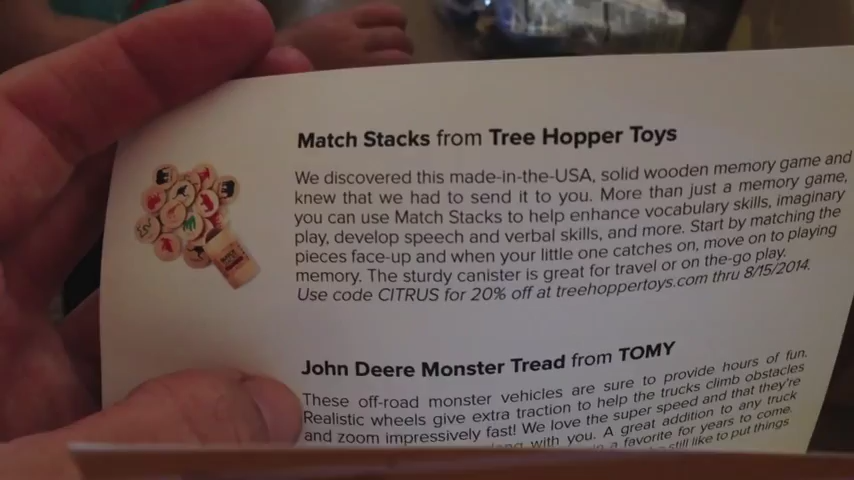 Match Stacks from Tree Hopper Toys
We discovered this made-in-the-USA, solid wooden memory game and
knew that we had to send it to you. More than just a memory game,
you can use Match Stacks to help enhance vocabulary skills, imaginary
play, develop speech and verbal skills, and more. Start by matching the
pieces face-up and when your little one catches on, move on to playing
memory. The sturdy canister is great for travel or on the-go play.
Use code CITRUS for 20% off at treehoppertoys.com thru 8/15/2014.
John Deere Monster Tread from TOMY
These off-road monster vehicles are sure to provide hours of fun.
Realistic wheels give extra traction to help the trucks climb obstacles
and zoom impressively fast! We love the super speed and that they're
with you. A great addition to any truck
a favorite for years to come.
still like to put things